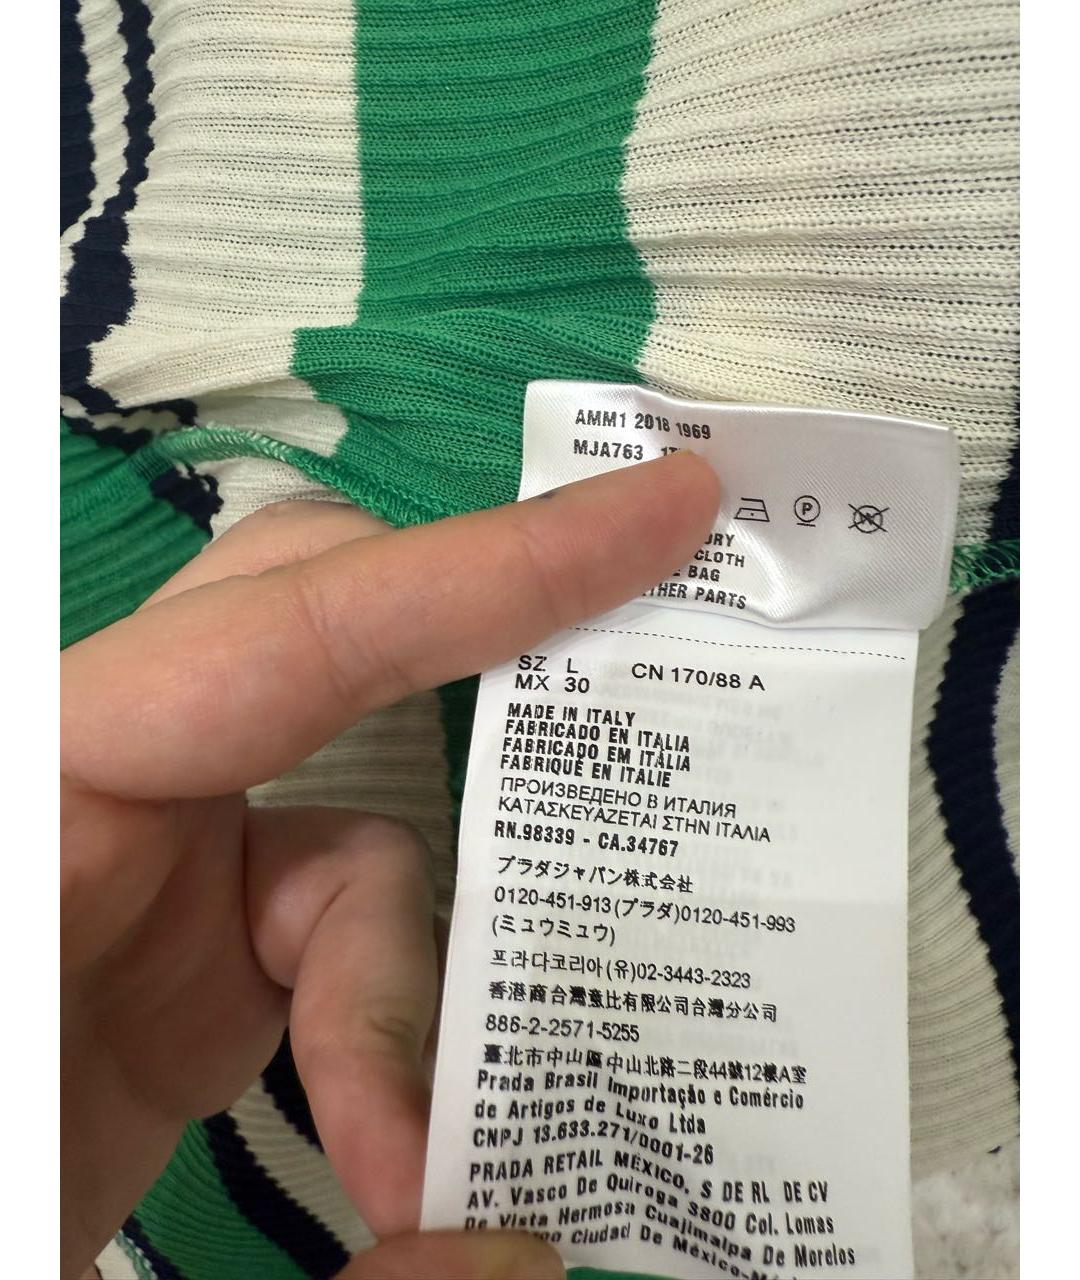 AMM1 2018 1969
MJA763
P
W
CLOTH
BAG
PARTS
SZ L CN 170/88 A
MX 30
MADE IN ITALY
FABRICADO EN ITALIA
FABRICADO EM ITÁLIA
FABRIQUÉ EN ITALIE
ПРОИЗВЕДЕНО В ИТАЛИЯ
ΚΑΤΑΣΚΕΥΑΖΕΤΑΙ ΣΤΗΝ ΙΤΑΛΙΑ
RN.98339 - CA.34767
プラダジャパン株式会社
0120-451-913(プラダ)0120-451-993
(ミュウミュウ)
프라다코리아(유)02-3443-2323
香港商台灣意比有限公司台灣分公司
886-2-2571-5255
臺北市中山區中山北路二段44號12樓A室
Prada Brasil Importação e Comércio
de Artigos de Luxo Ltda
CNPJ 13.633.271/0001-26
PRADA RETAIL MÉXICO, S DE RL DE CV
AV. Vasco De Quiroga 3800 Col. Lomas
De Vista Hermosa Cuajimalpa De Morelos
Ciudad De México